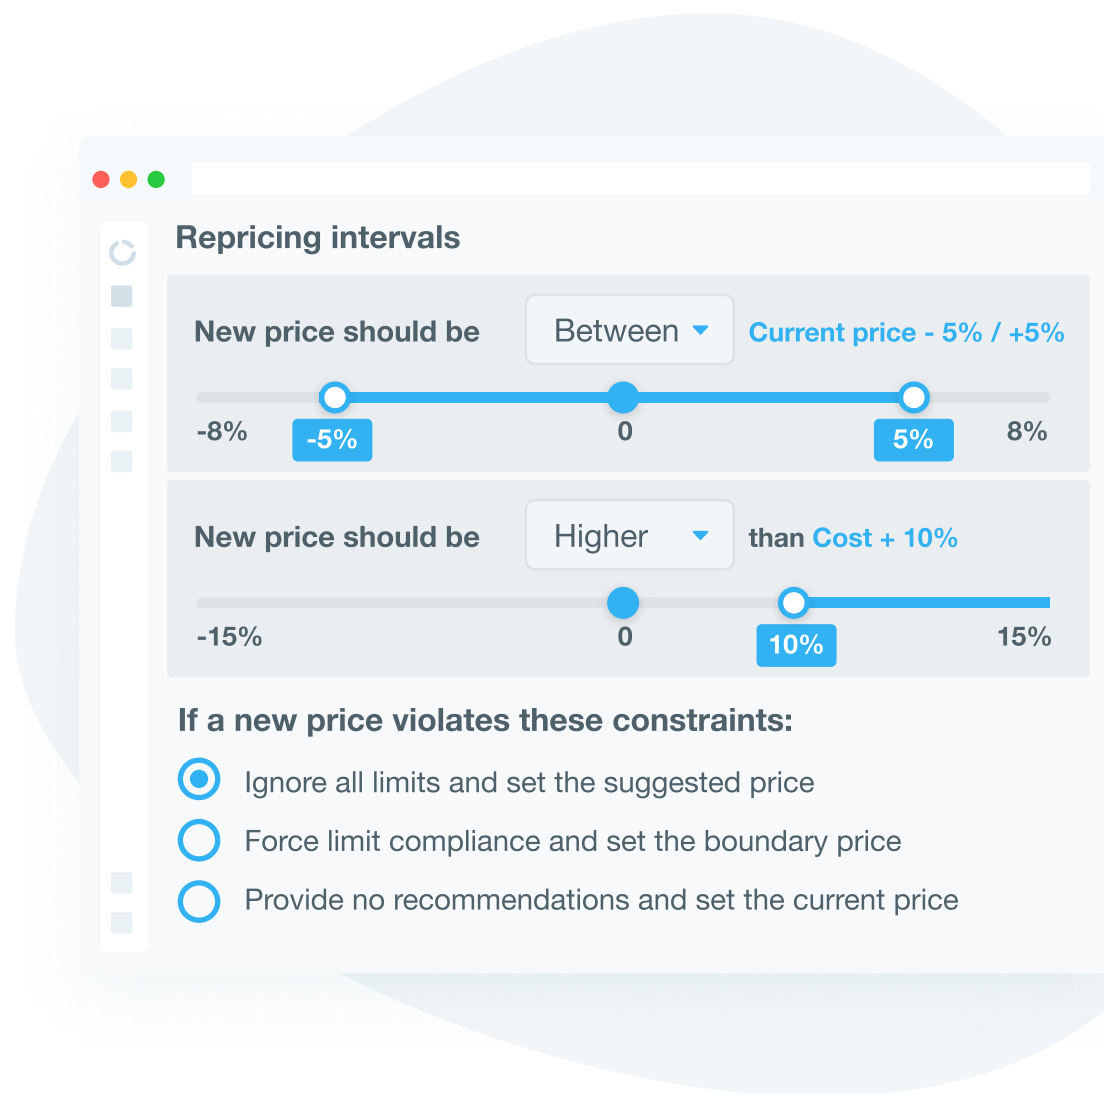 Repricing intervals
New price should be Between Current price - 5% / +5%
-8% -5% 0 5% 8%
New price should be Higher than Cost + 10%
-15% 0 10% 15%
If a new price violates these constraints:
Ignore all limits and set the suggested price
Force limit compliance and set the boundary price
Provide no recommendations and set the current price